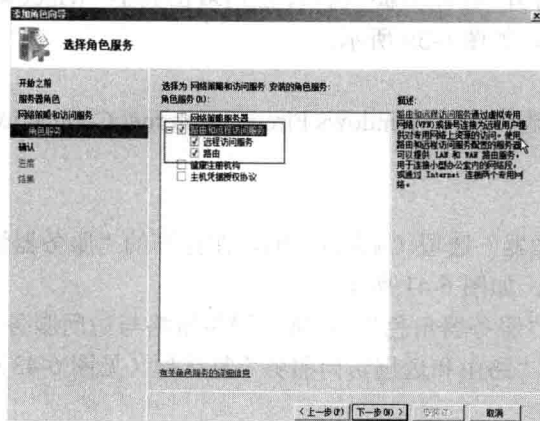 添加角色向导
选择角色服务
开始之前
服务器角色
网络策略和访问服务
角色服务
确认
进度
结果
选择为 网络策略和访问服务 安装的角色服务:
角色服务(R):
网络策略服务器
路由和远程访问服务
远程访问服务
路由
健康注册机构
主机凭据授权协议
描述:
路由和远程访问服务通过虚拟专用
网络(VPN)或拨号连接为远程用户提
供对专用网络上资源的访问。使用
路由和远程访问服务配置的服务器
可以提供 LAN 和 WAN 路由服务,
用于连接小型办公室内的网络段,
或通过 Internet 连接两个专用网
络。
有关角色服务的详细信息
< 上一步(P)
下一步(N) >
安装(I)
取消